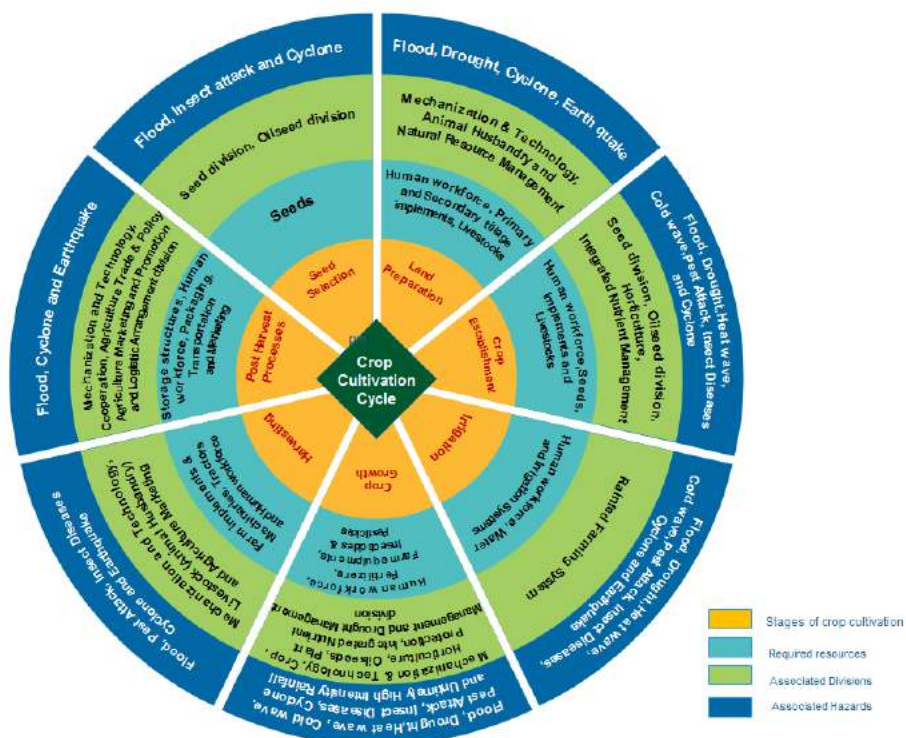 Flood, Insect attack and Cyclone
Seed division, Oilseed division
Seeds
Seed
Selection
Flood, Drought, Cyclone, Earth quake
Mechanization & Technology,
Animal Husbandry and
Natural Resource Management
Human workforce, Primary
and Secondary tillage
implements, Livestocks
Land
Preparation
Flood, Drought,Heat wave,
Cold wave,Pest Attack, Insect Diseases
and Cyclone
Seed division, Oilseed division,
Horticulture,
Integrated Nutrient Management
Human workforce,Seeds,
implements and
Livestocks
Crop
Establishment
Flood, Drought,Heat wave,
Cold wave,pest Attack, Insect Diseases,
Cyclone and Earthquake
Rainfed Farming System
Human workforce, Water
and Irrigation Systems
Irrigation
Flood, Drought,Heat wave, Cold wave,
Pest Attack, Insect Diseases, Cyclone
and Untimely High Intensity Rainfall
Mechanization & Technology, Crop,
Horticulture, Oilseeds, Plant
Protection, Integrated Nutrient
Management and Drought Management
division
Human workforce,
Fertilizers,
Farm equipments,
Insecticides &
Pesticides
Crop
Growth
Flood, Pest Attack, Insect Diseases
Cyclone and Earthquake
Mechanization and Technology,
Livestock (Animal Husbandry)
and Agriculture Marketing
Farm Implements &
Machineries, Tractors
and Human workforce
Harvesting
Flood, Cyclone and Earthquake
Mechanization and Technology,
Cooperation, Agriculture Trade & Policy
Agriculture Marketing and Promotion
and Logistic Arrangement division
Storage structures, Human
workforce, Packaging,
Transportation
and Marketing
Post Harvest
Processes
Crop
Cultivation
Cycle
Stages of crop cultivation
Required resources
Associated Divisions
Associated Hazards